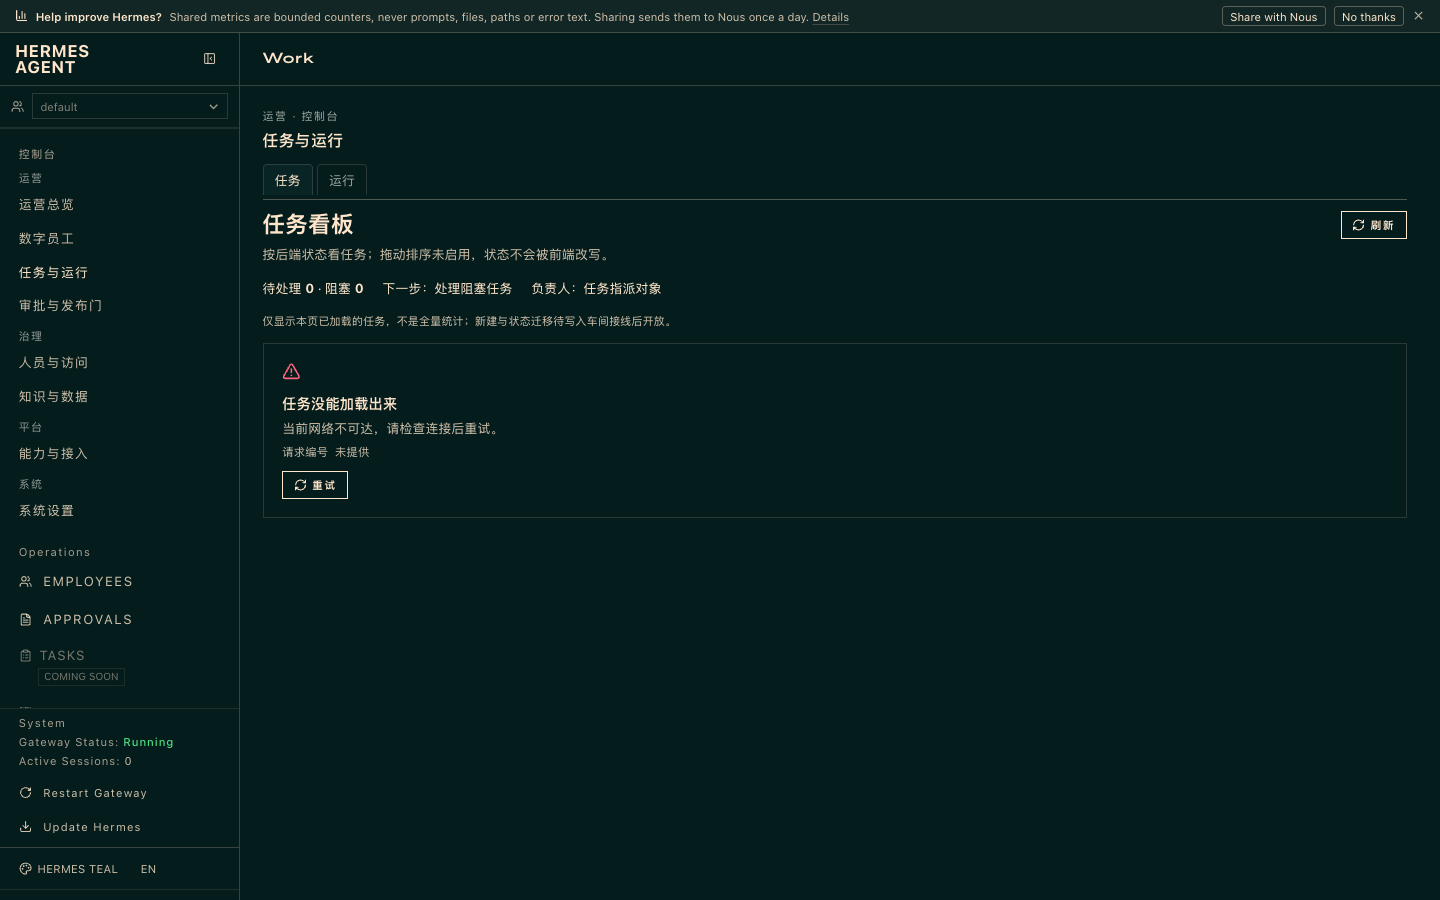 Help improve Hermes? Shared metrics are bounded counters, never prompts, files, paths or error text. Sharing sends them to Nous once a day. Details
Share with Nous
No thanks
HERMES
AGENT
Work
default
控制台
运营
运营总览
数字员工
任务与运行
审批与发布门
治理
人员与访问
知识与数据
平台
能力与接入
系统
系统设置
Operations
EMPLOYEES
APPROVALS
TASKS
COMING SOON
System
Gateway Status: Running
Active Sessions: 0
Restart Gateway
Update Hermes
HERMES TEAL EN
运营 · 控制台
任务与运行
任务 运行
任务看板
刷新
按后端状态看任务；拖动排序未启用，状态不会被前端改写。
待处理 0 · 阻塞 0 下一步：处理阻塞任务 负责人：任务指派对象
仅显示本页已加载的任务，不是全量统计；新建与状态迁移待写入车间接线后开放。
任务没能加载出来
当前网络不可达，请检查连接后重试。
请求编号 未提供
重试